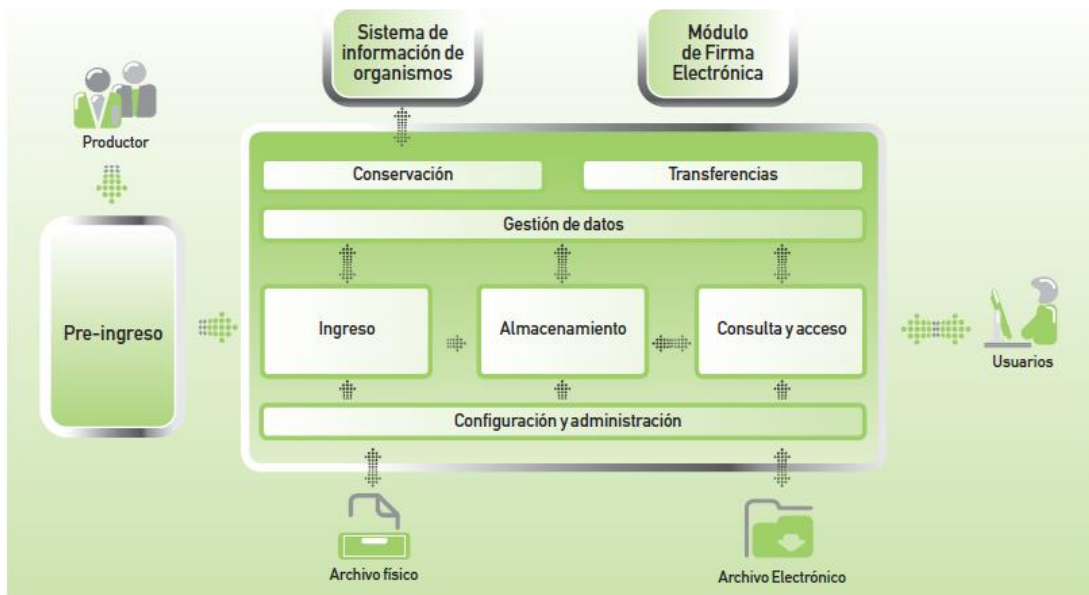 Sistema de
información de
organismos
Módulo
de Firma
Electrónica
Productor
Conservación
Transferencias
Gestión de datos
Pre-ingreso
Ingreso
Almacenamiento
Consulta y acceso
Usuarios
Configuración y administración
Archivo físico
Archivo Electrónico